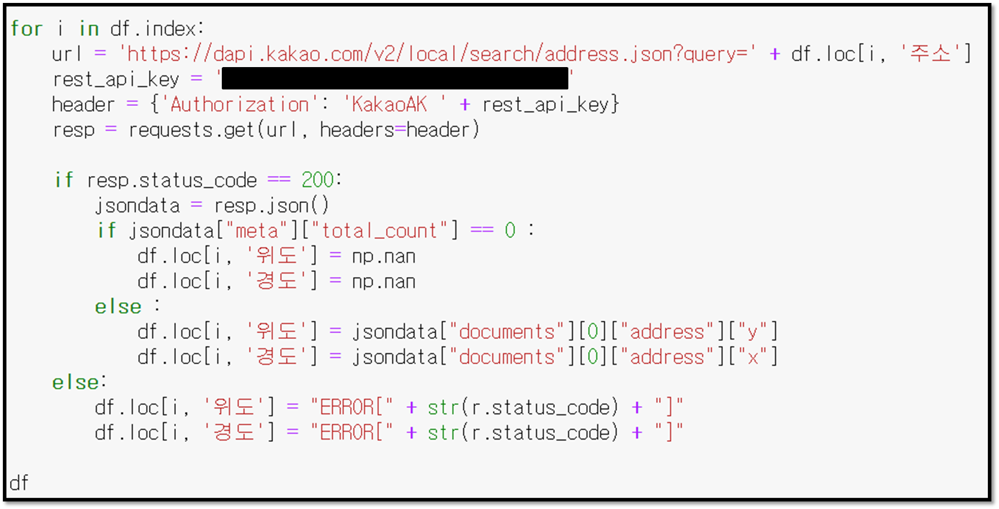 for i in df.index:
    url = 'https://dapi.kakao.com/v2/local/search/address.json?query=' + df.loc[i, '주소']
    rest_api_key = ' '
    header = {'Authorization': 'KakaoAK ' + rest_api_key}
    resp = requests.get(url, headers=header)
    if resp.status_code == 200:
        jsondata = resp.json()
        if jsondata["meta"]["total_count"] == 0 :
            df.loc[i, '위도'] = np.nan
            df.loc[i, '경도'] = np.nan
        else :
            df.loc[i, '위도'] = jsondata["documents"][0]["address"]["y"]
            df.loc[i, '경도'] = jsondata["documents"][0]["address"]["x"]
    else:
        df.loc[i, '위도'] = "ERROR[" + str(r.status_code) + "]"
        df.loc[i, '경도'] = "ERROR[" + str(r.status_code) + "]"
df